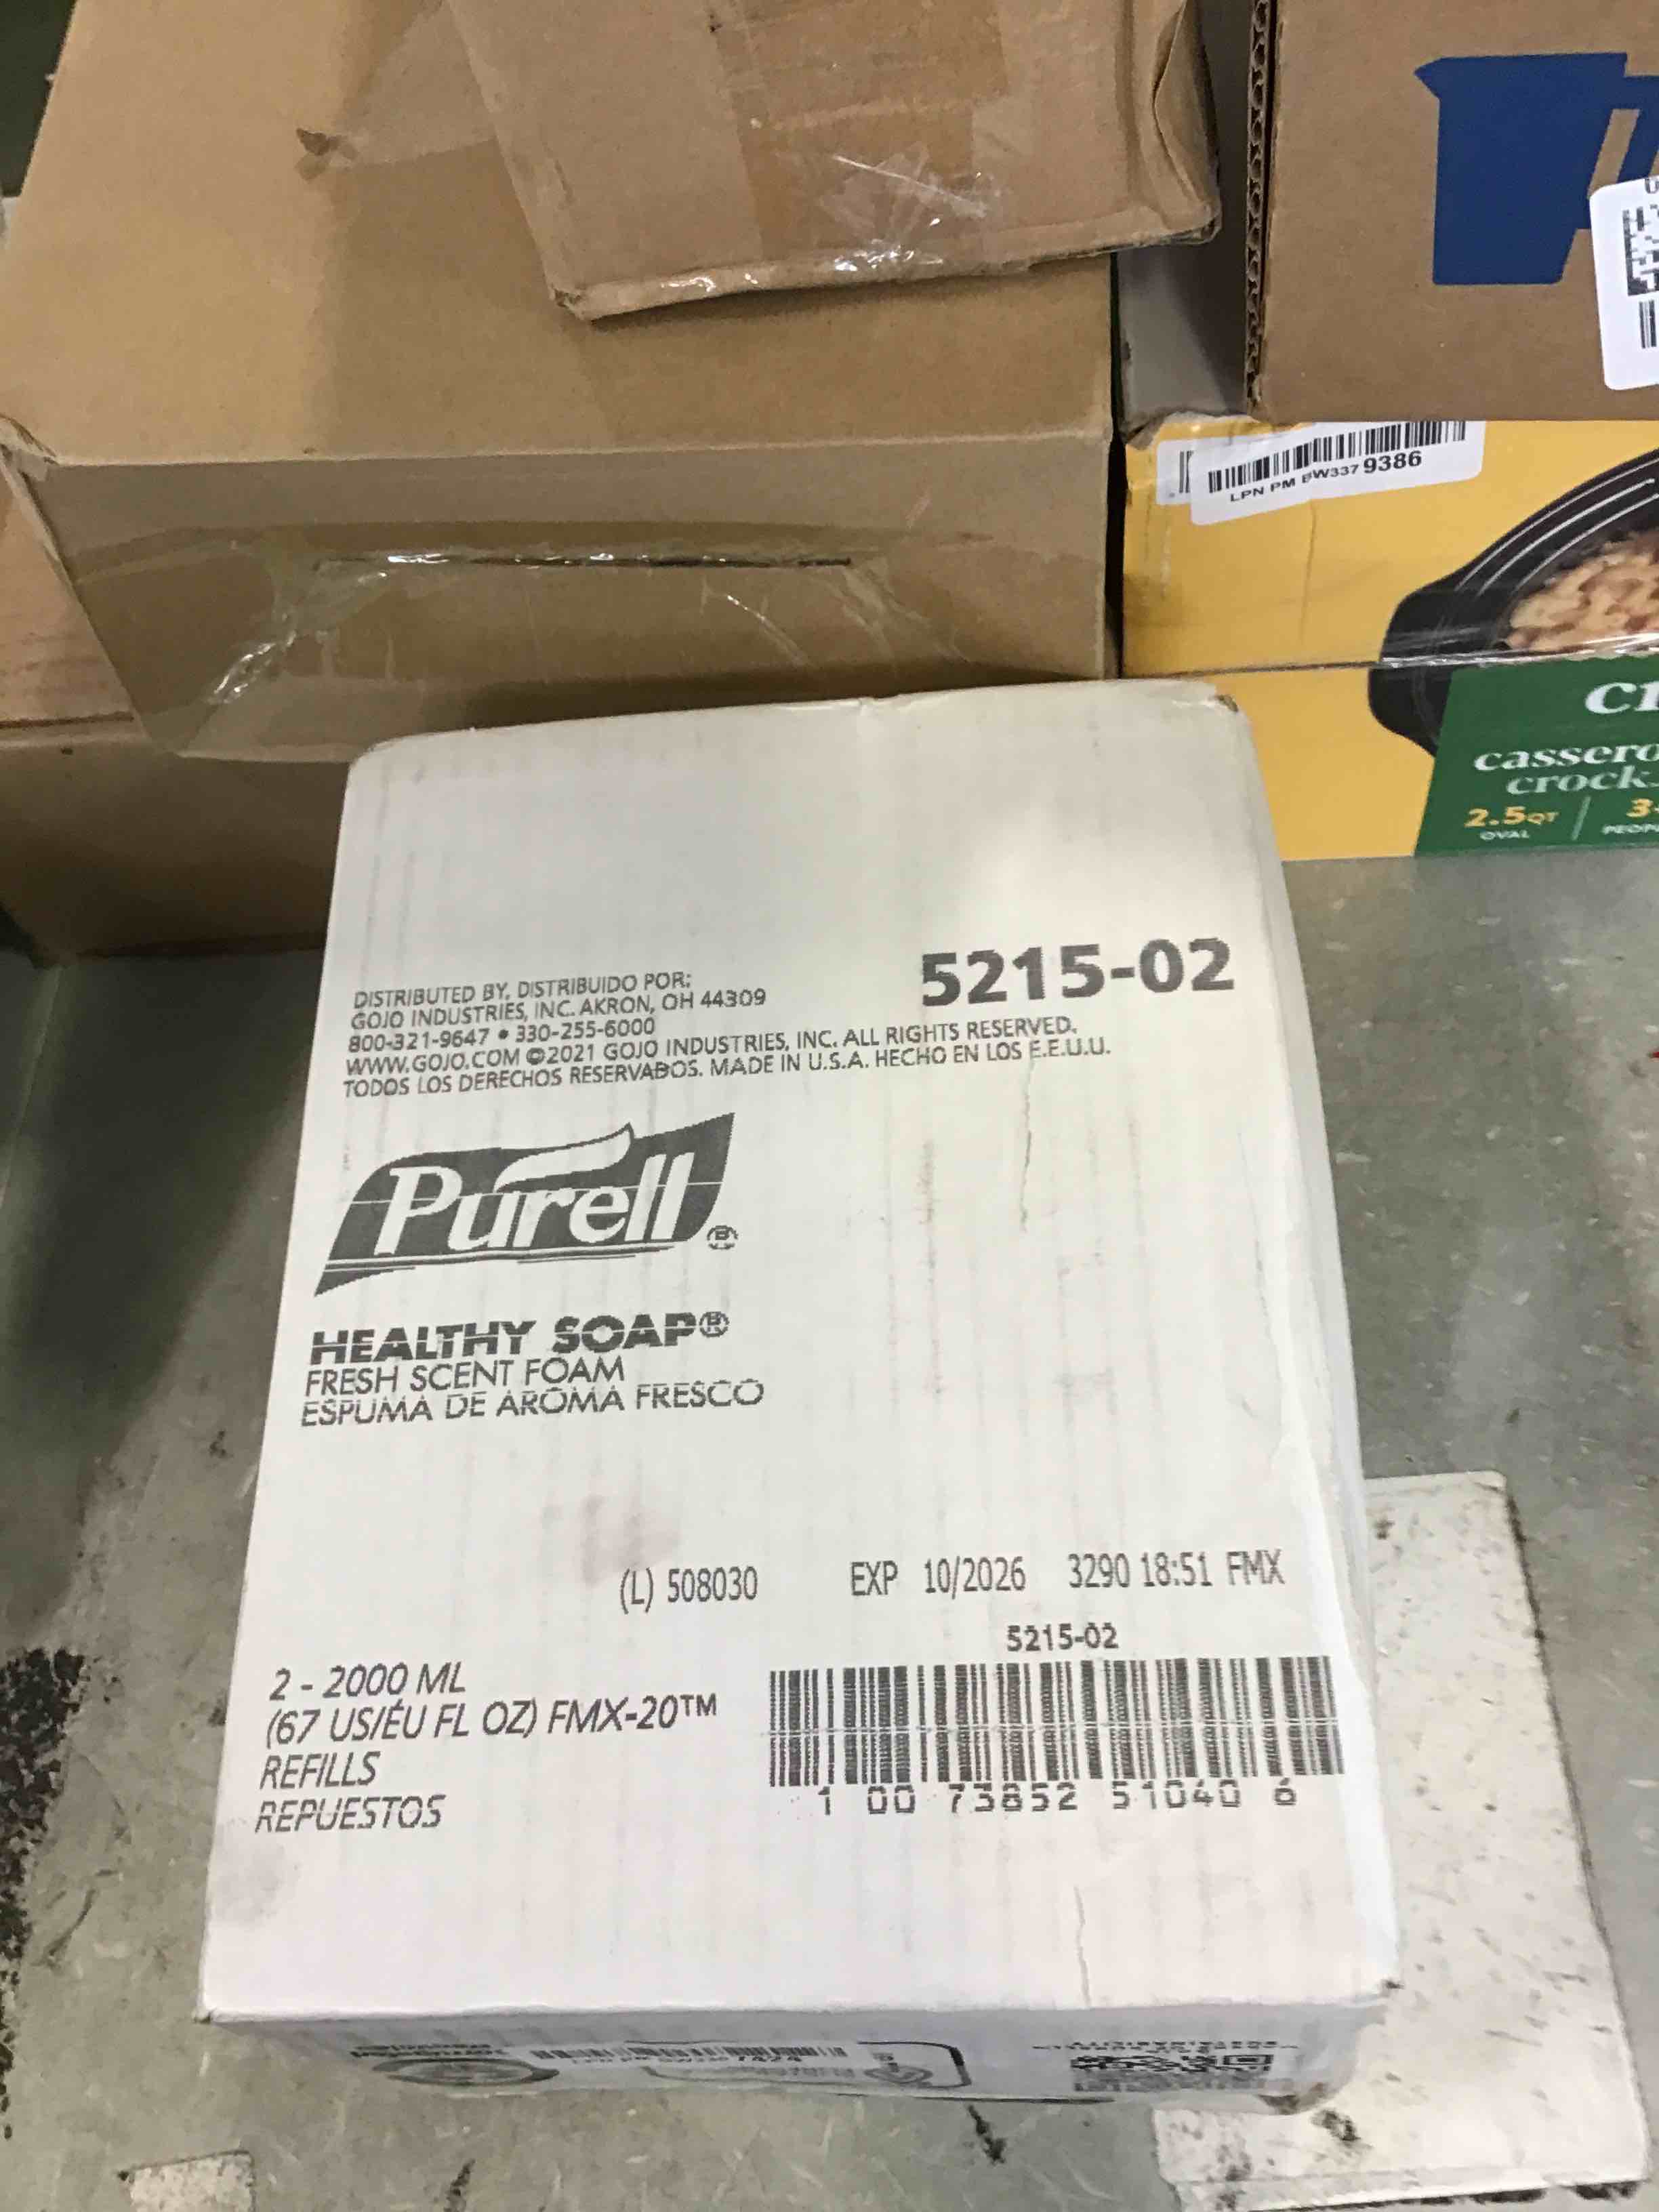 LPN PM BW337 9386
casser
crock
2.5QT
OVAL
5215-02
DISTRIBUTED BY, DISTRIBUIDO POR:
GOJO INDUSTRIES, INC. AKRON, OH 44309
800-321-9647 • 330-255-6000
WWW.GOJO.COM ©2021 GOJO INDUSTRIES, INC. ALL RIGHTS RESERVED.
TODOS LOS DERECHOS RESERVADOS. MADE IN U.S.A. HECHO EN LOS E.E.U.U.
Purell®
HEALTHY SOAP®
FRESH SCENT FOAM
ESPUMA DE AROMA FRESCO
(L) 508030 EXP 10/2026 3290 18:51 FMX
5215-02
2 - 2000 ML
(67 US/ÉU FL OZ) FMX-20™
REFILLS
REPUESTOS
1 00 73852 51040 6